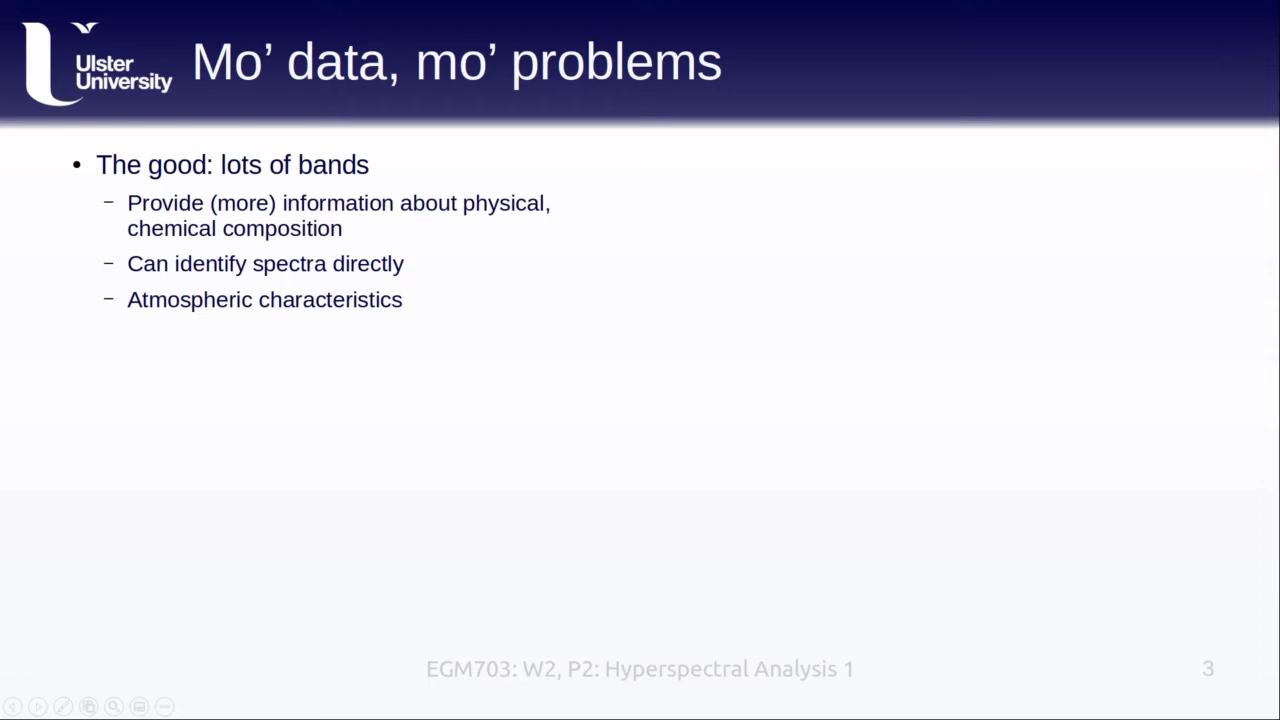 Ulster
University
Mo’ data, mo’ problems
• The good: lots of bands
– Provide (more) information about physical,
chemical composition
– Can identify spectra directly
– Atmospheric characteristics
EGM703: W2, P2: Hyperspectral Analysis 1
3